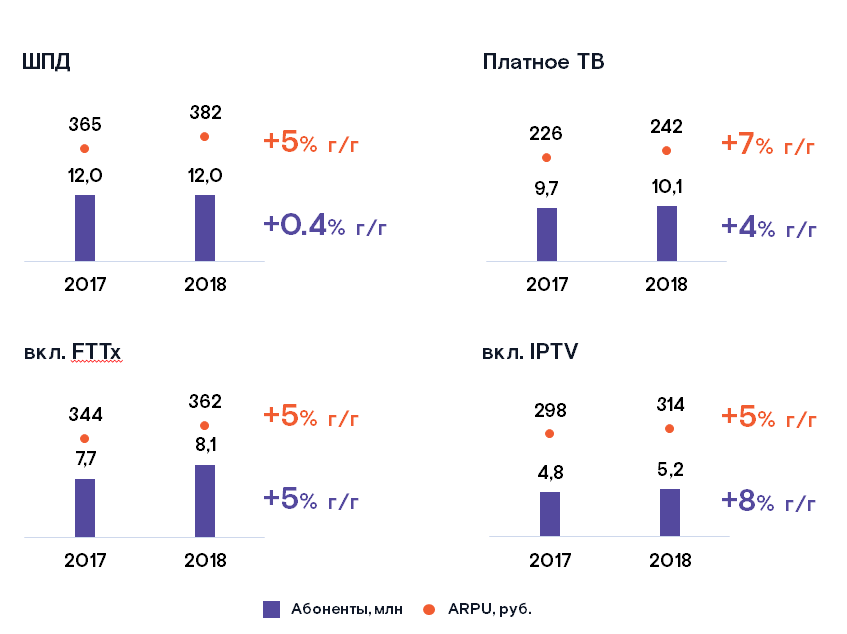 ШПД
365
382
+5% г/г
12,0
12,0
+0.4% г/г
2017
2018
Платное ТВ
226
242
+7% г/г
9,7
10,1
+4% г/г
2017
2018
вкл. FTTx
344
362
+5% г/г
7,7
8,1
+5% г/г
2017
2018
вкл. IPTV
298
314
+5% г/г
4,8
5,2
+8% г/г
2017
2018
Абоненты, млн
ARPU, руб.